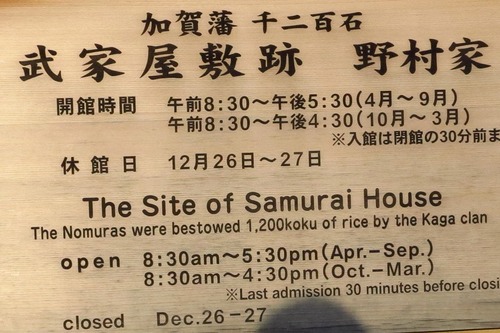 加賀藩 千二百石
武家屋敷跡 野村家
開館時間 午前8:30〜午後5:30(4月〜9月)
午前8:30〜午後4:30(10月〜3月)
※入館は閉館の30分前ま
休館日 12月26日〜27日
The Site of Samurai House
The Nomuras were bestowed 1,200koku of rice by the Kaga clan
open 8:30am〜5:30pm(Apr.–Sep.)
8:30am〜4:30pm(Oct.–Mar.)
※Last admission 30 minutes before closi
closed Dec.26–27